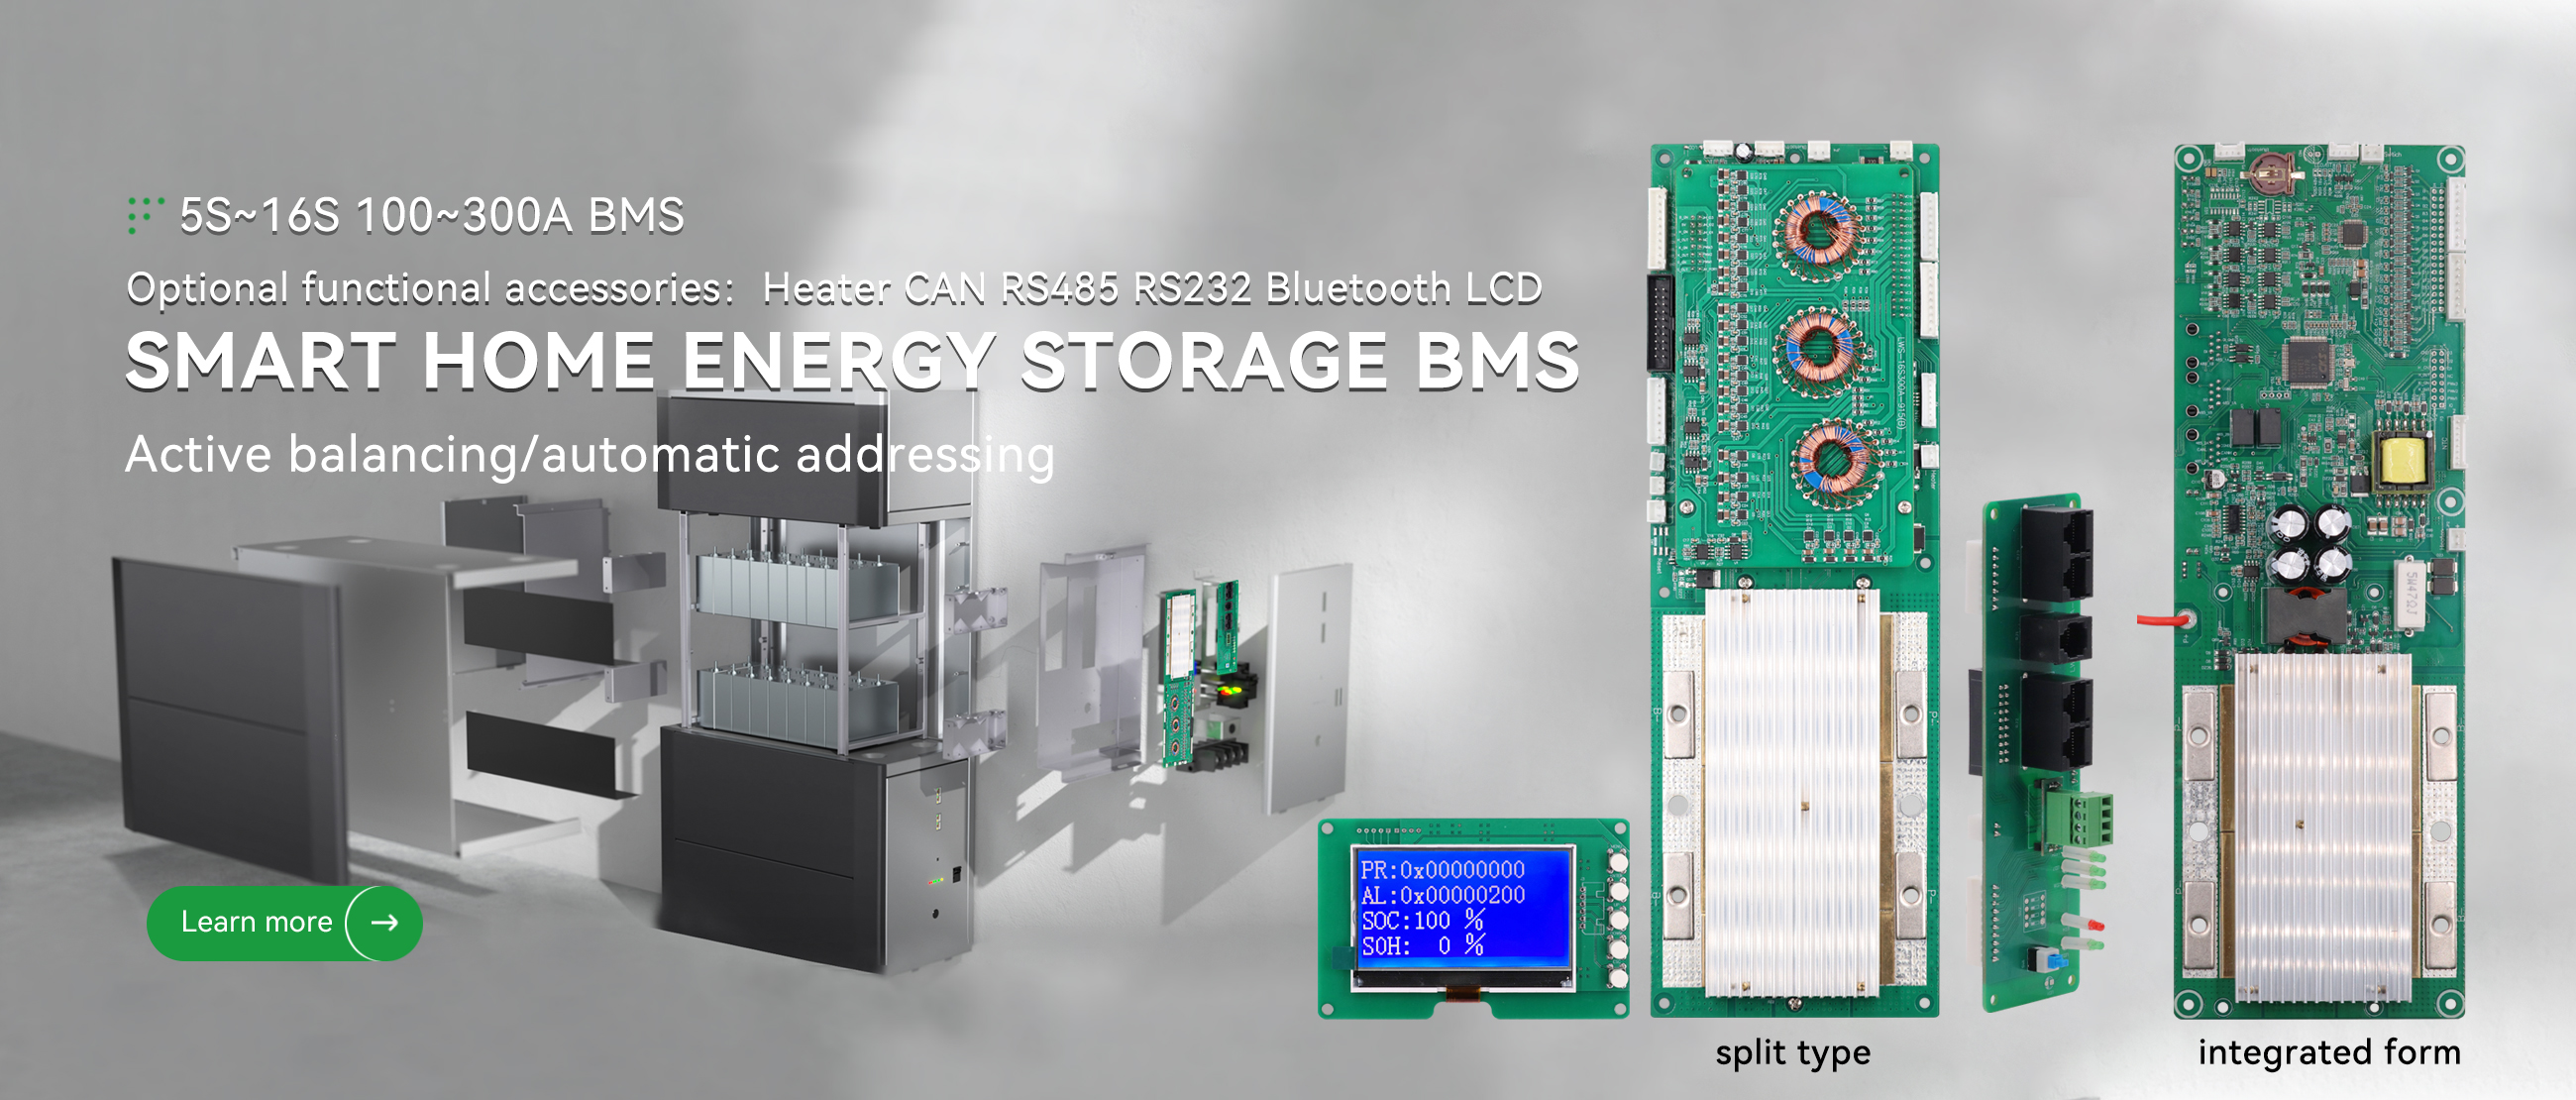 5S~16S 100~300A BMS
Optional functional accessories: Heater CAN RS485 RS232 Bluetooth LCD
SMART HOME ENERGY STORAGE BMS
Active balancing/automatic addressing
Learn more
PR:0x00000000
AL:0x00000200
SOC:100 %
SOH: 0 %
B-
B-
P-
P-
5W47ΩJ
split type
integrated form